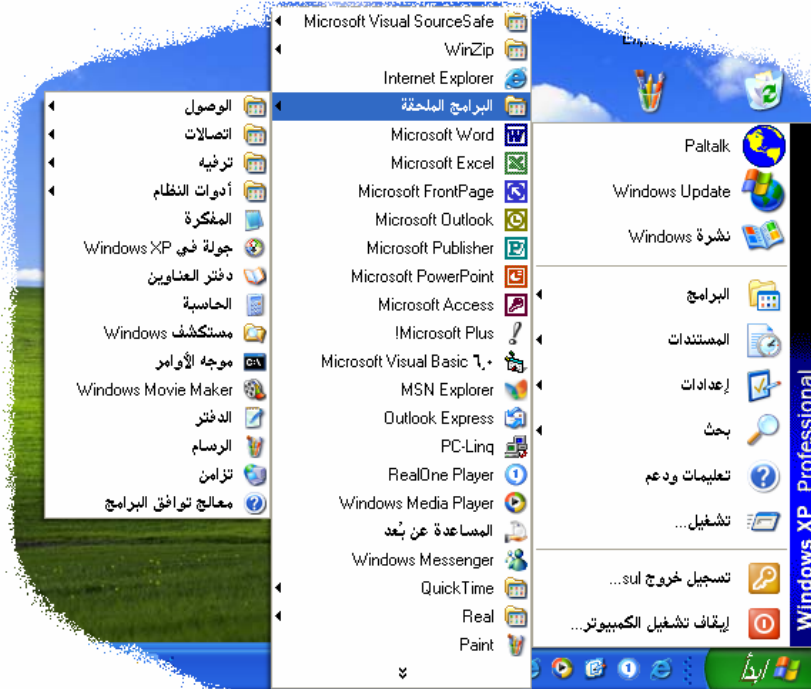 Paltalk
Windows Update
نشرة Windows
البرامج
المستندات
إعدادات
بحث
تعليمات ودعم
تشغيل...
تسجيل خروج sul...
إيقاف تشغيل الكمبيوتر...
Windows XP Professional
ابدأ
Microsoft Visual SourceSafe
WinZip
Internet Explorer
البرامج الملحقة
Microsoft Word
Microsoft Excel
Microsoft FrontPage
Microsoft Outlook
Microsoft Publisher
Microsoft PowerPoint
Microsoft Access
!Microsoft Plus
Microsoft Visual Basic ٦,٠
MSN Explorer
Outlook Express
PC-Linq
RealOne Player
Windows Media Player
المساعدة عن بُعد
Windows Messenger
QuickTime
Real
Paint
الوصول
اتصالات
ترفيه
أدوات النظام
المفكرة
جولة في Windows XP
دفتر العناوين
الحاسبة
مستكشف Windows
موجه الأوامر
Windows Movie Maker
الدفتر
الرسام
تزامن
معالج توافق البرامج